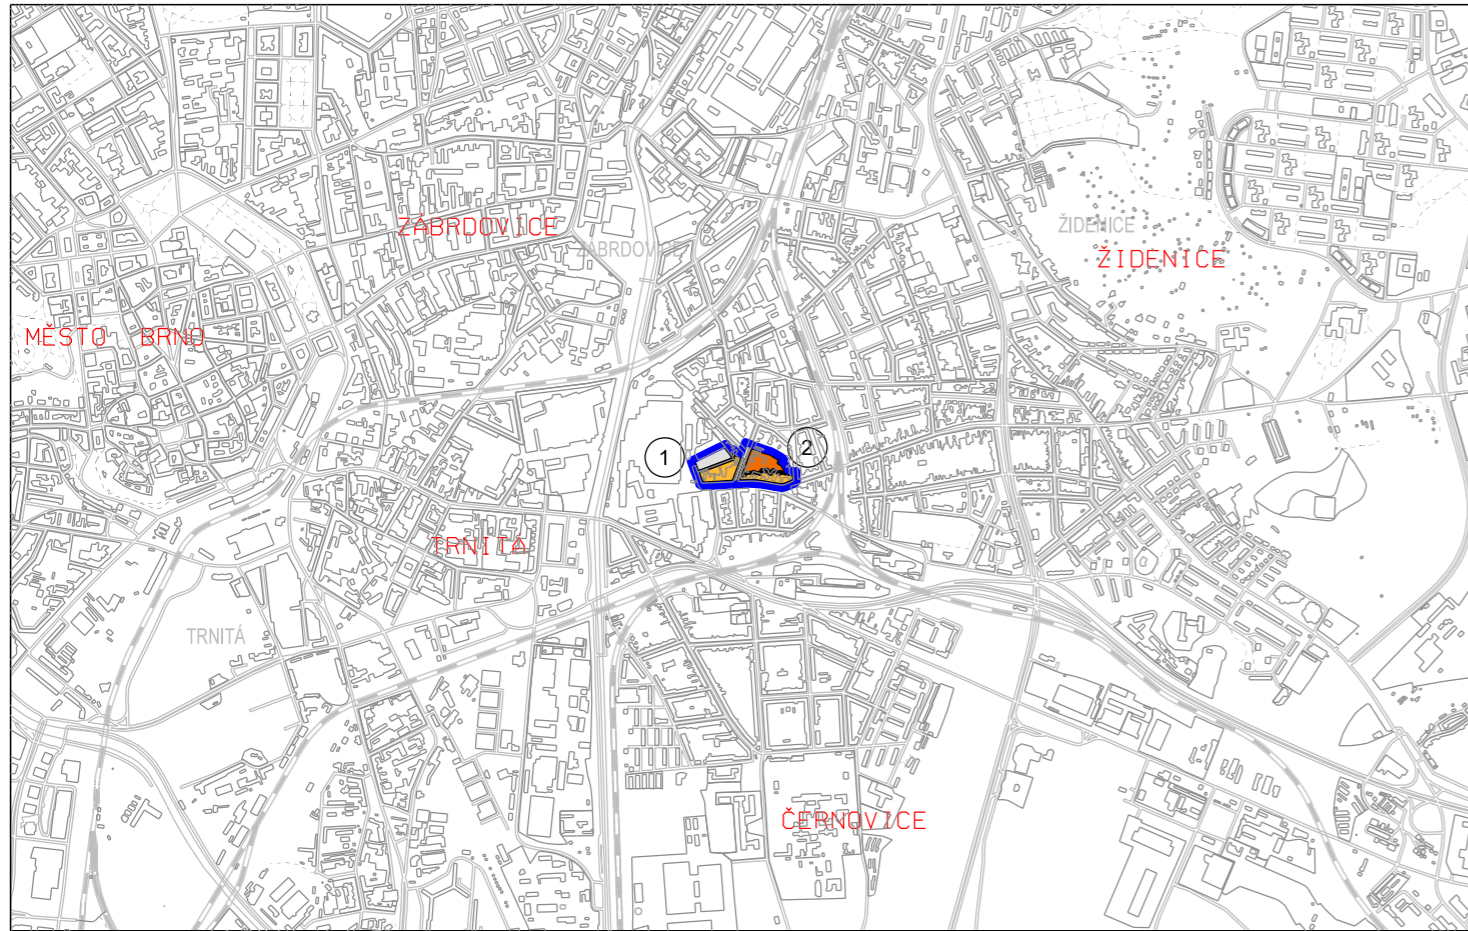 ZÁBRDOVICE
ZÁBRDOVICE
ŽIDENICE
ŽIDENICE
MĚSTO BRNO
1
2
TRNITÁ
TRNITÁ
ČERNOVICE